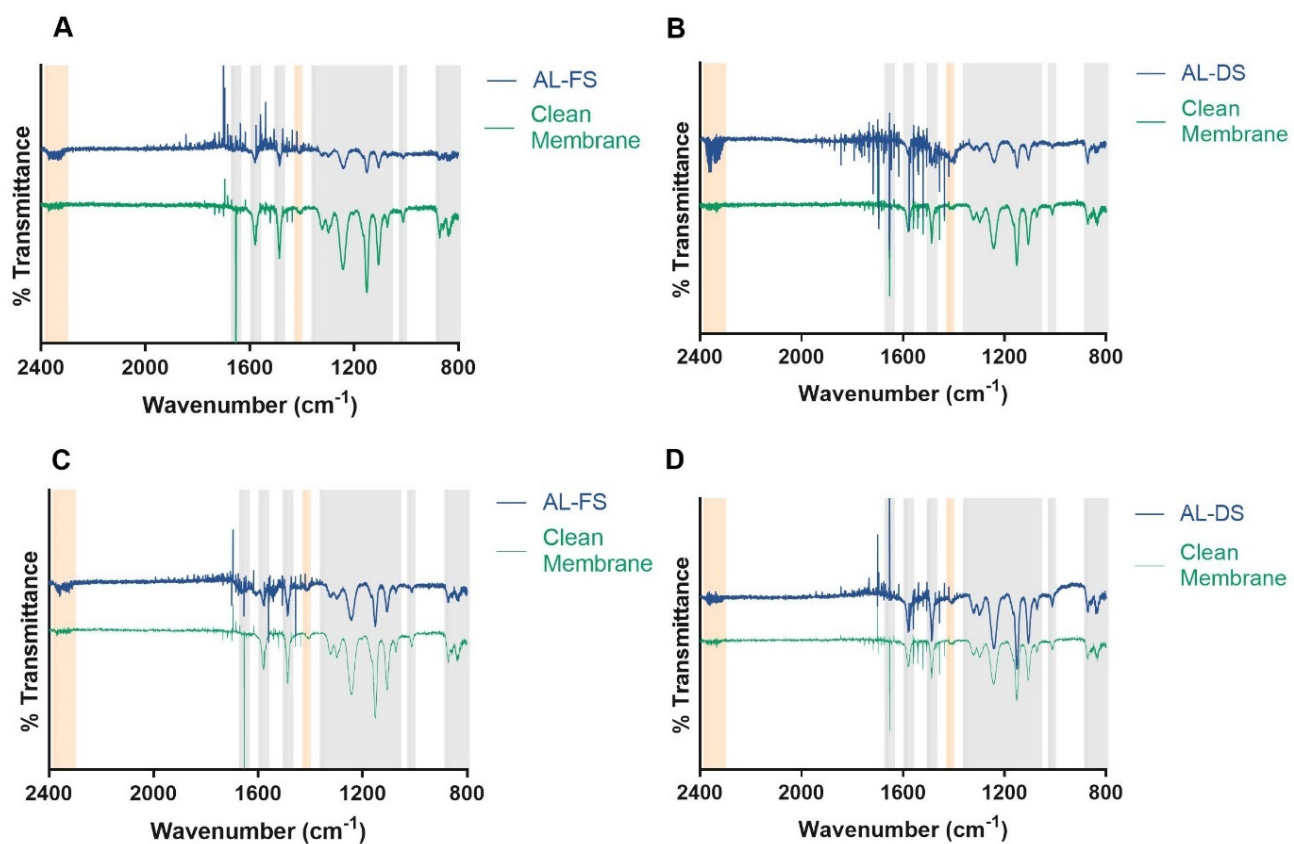 A
B
% Transmittance
AL-FS
Clean
Membrane
2400 2000 1600 1200 800
Wavenumber (cm⁻¹)
% Transmittance
AL-DS
Clean
Membrane
2400 2000 1600 1200 800
Wavenumber (cm⁻¹)
C
D
% Transmittance
AL-FS
Clean
Membrane
2400 2000 1600 1200 800
Wavenumber (cm⁻¹)
% Transmittance
AL-DS
Clean
Membrane
2400 2000 1600 1200 800
Wavenumber (cm⁻¹)